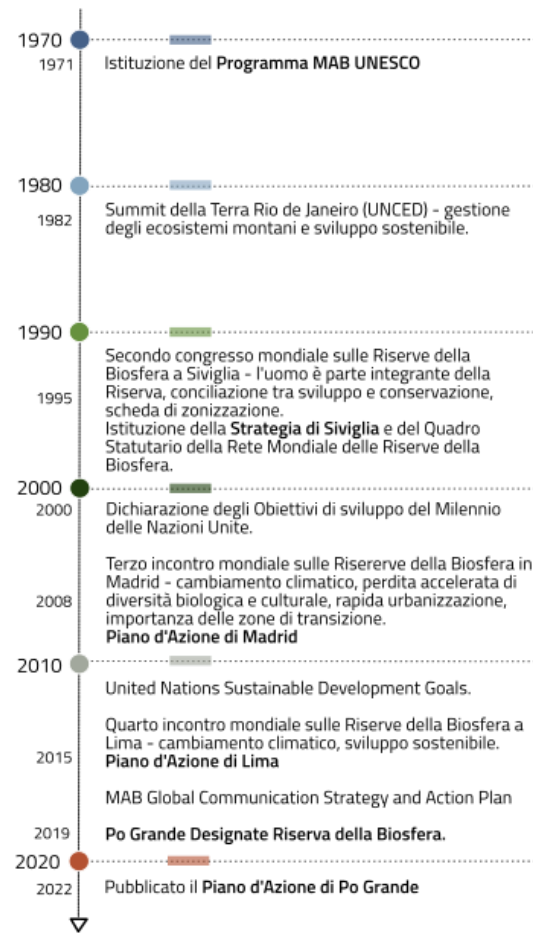 1970
1971
Istituzione del Programma MAB UNESCO
1980
1982
Summit della Terra Rio de Janeiro (UNCED) - gestione
degli ecosistemi montani e sviluppo sostenibile.
1990
1995
Secondo congresso mondiale sulle Riserve della
Biosfera a Siviglia - l'uomo è parte integrante della
Riserva, conciliazione tra sviluppo e conservazione,
scheda di zonizzazione.
Istituzione della Strategia di Siviglia e del Quadro
Statutario della Rete Mondiale delle Riserve della
Biosfera.
2000
2000
Dichiarazione degli Obiettivi di sviluppo del Milennio
delle Nazioni Unite.
2008
Terzo incontro mondiale sulle Risererve della Biosfera in
Madrid - cambiamento climatico, perdita accelerata di
diversità biologica e culturale, rapida urbanizzazione,
importanza delle zone di transizione.
Piano d'Azione di Madrid
2010
United Nations Sustainable Development Goals.
2015
Quarto incontro mondiale sulle Riserve della Biosfera a
Lima - cambiamento climatico, sviluppo sostenibile.
Piano d'Azione di Lima
MAB Global Communication Strategy and Action Plan
2019
Po Grande Designate Riserva della Biosfera.
2020
2022
Pubblicato il Piano d'Azione di Po Grande